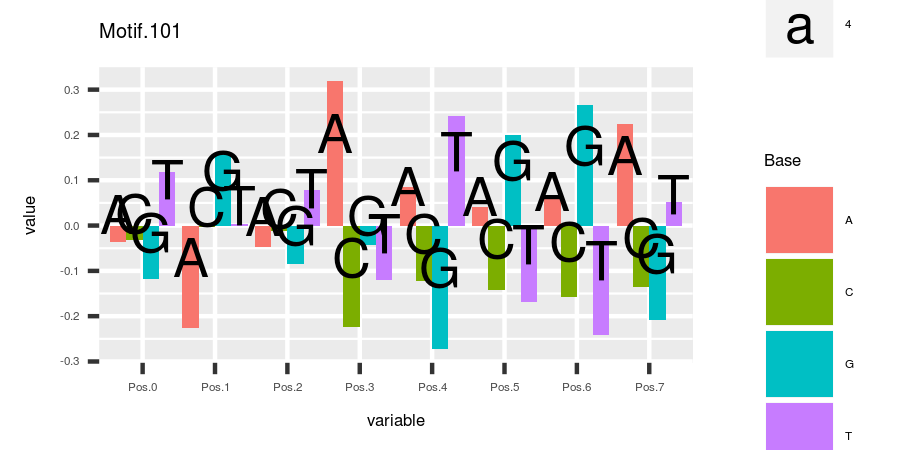 Motif.101
a 4
0.3
0.2
0.1
0.0
-0.1
-0.2
-0.3
value
A C G T
A C G T
A C G T
A C G T
A C G T
A C G T
A C G T
A C G T
Pos.0 Pos.1 Pos.2 Pos.3 Pos.4 Pos.5 Pos.6 Pos.7
variable
Base
A
C
G
T